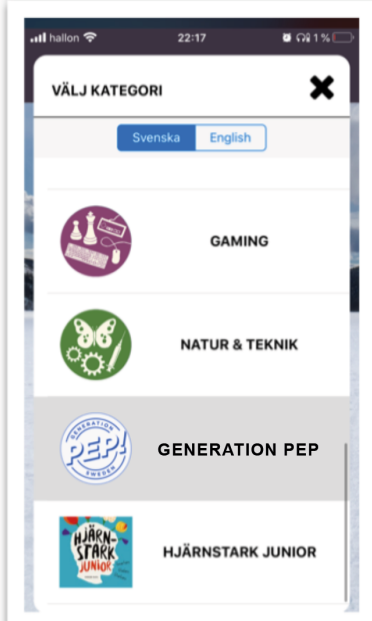 hallon 22:17 1 %
VÄLJ KATEGORI
Svenska English
GAMING
NATUR & TEKNIK
GENERATION
PEP!
SWEDEN
GENERATION PEP
HJÄRN-
STARK
JUNIOR
HJÄRNSTARK JUNIOR